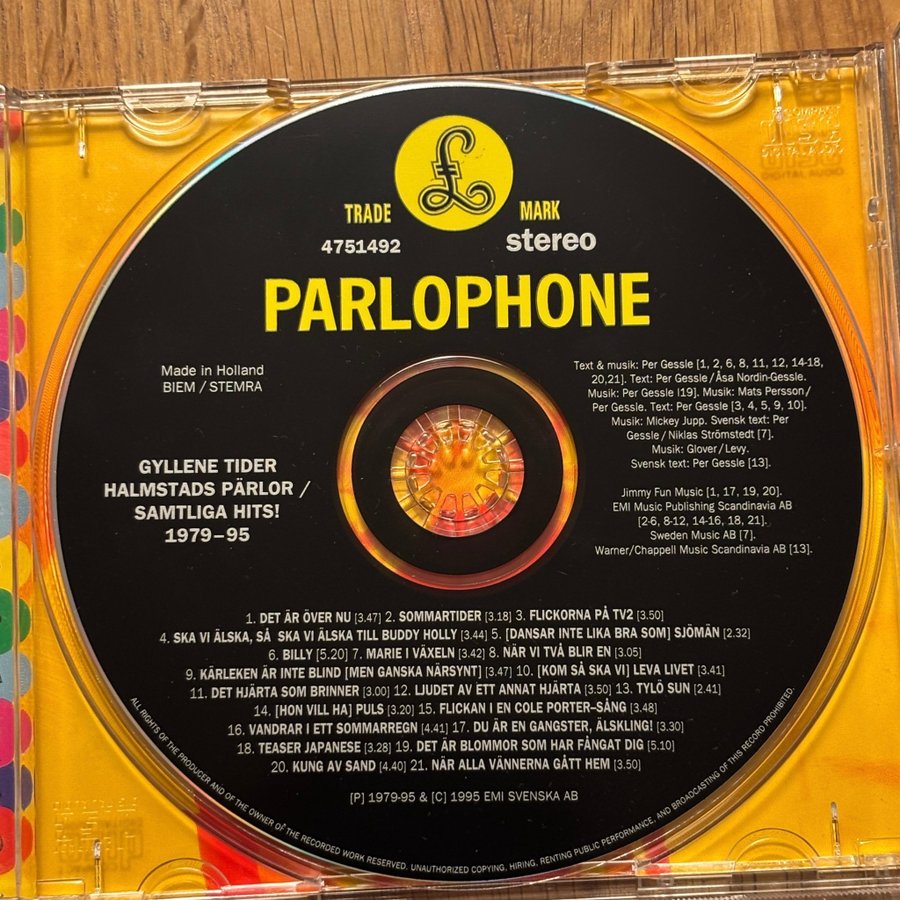 COMPACT
DIGITAL AUDIO
£
TRADE MARK
4751492 stereo
PARLOPHONE
Made in Holland
BIEM / STEMRA
GYLLENE TIDER
HALMSTADS PÄRLOR /
SAMTLIGA HITS!
1979–95
Text & musik: Per Gessle [1, 2, 6, 8, 11, 12, 14-18,
20,21]. Text: Per Gessle / Åsa Nordin-Gessle.
Musik: Per Gessle l19]. Musik: Mats Persson /
Per Gessle. Text: Per Gessle [3, 4, 5, 9, 10].
Musik: Mickey Jupp. Svensk text: Per
Gessle / Niklas Strömstedt [7].
Musik: Glover / Levy.
Svensk text: Per Gessle [13].
Jimmy Fun Music [1, 17, 19, 20].
EMI Music Publishing Scandinavia AB
[2-6, 8-12, 14-16, 18, 21].
Sweden Music AB [7].
Warner/Chappell Music Scandinavia AB [13].
1. DET ÄR ÖVER NU [3.47] 2. SOMMARTIDER [3.18] 3. FLICKORNA PÅ TV2 [3.50]
4. SKA VI ÄLSKA, SÅ SKA VI ÄLSKA TILL BUDDY HOLLY [3.44] 5. [DANSAR INTE LIKA BRA SOM] SJÖMÄN [2.32]
6. BILLY [5.20] 7. MARIE I VÄXELN [3.42] 8. NÄR VI TVÅ BLIR EN [3.05]
9. KÄRLEKEN ÄR INTE BLIND [MEN GANSKA NÄRSYNT] [3.47] 10. [KOM SÅ SKA VI] LEVA LIVET [3.41]
11. DET HJÄRTA SOM BRINNER [3.00] 12. LJUDET AV ETT ANNAT HJÄRTA [3.50] 13. TYLÖ SUN [2.41]
14. [HON VILL HA] PULS [3.20] 15. FLICKAN I EN COLE PORTER–SÅNG [3.48]
16. VANDRAR I ETT SOMMARREGN [4.41] 17. DU ÄR EN GANGSTER, ÄLSKLING! [3.30]
18. TEASER JAPANESE [3.28] 19. DET ÄR BLOMMOR SOM HAR FÅNGAT DIG [5.10]
20. KUNG AV SAND [4.40] 21. NÄR ALLA VÄNNERNA GÅTT HEM [3.50]
[P] 1979-95 & [C] 1995 EMI SVENSKA AB
ALL RIGHTS OF THE PRODUCER AND OF THE OWNER OF THE RECORDED WORK RESERVED. UNAUTHORIZED COPYING, HIRING, RENTING PUBLIC PERFORMANCE, AND BROADCASTING OF THIS RECORD PROHIBITED.